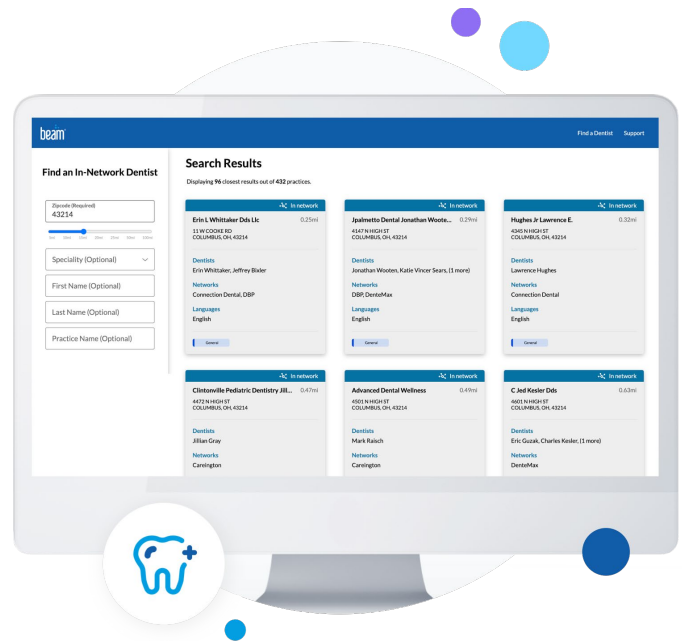 beam
Find a Dentist Support
Find an In-Network Dentist
Zipcode (Required)
43214
Speciality (Optional)
First Name (Optional)
Last Name (Optional)
Practice Name (Optional)
Search Results
Displaying 96 closest results out of 432 practices.
In network
Erin L Whittaker Dds Llc 0.25mi
11 W COOKE RD
COLUMBUS, OH, 43214
Dentists
Erin Whittaker, Jeffrey Bixler
Networks
Connection Dental, DBP
Languages
English
General
In network
Jpalmetto Dental Jonathan Woote... 0.29mi
4147 N HIGH ST
COLUMBUS, OH, 43214
Dentists
Jonathan Wooten, Katie Vincer Sears, (1 more)
Networks
DBP, DenteMax
Languages
English
General
In network
Hughes Jr Lawrence E. 0.32mi
4345 N HIGH ST
COLUMBUS, OH, 43214
Dentists
Lawrence Hughes
Networks
Connection Dental
Languages
English
General
In network
Clintonville Pediatric Dentistry Jill... 0.47mi
4472 N HIGH ST
COLUMBUS, OH, 43214
Dentists
Jillian Gray
Networks
Careington
In network
Advanced Dental Wellness 0.49mi
4501 N HIGH ST
COLUMBUS, OH, 43214
Dentists
Mark Raisch
Networks
Careington
In network
C Jed Kesler Dds 0.63mi
4601 N HIGH ST
COLUMBUS, OH, 43214
Dentists
Eric Guzak, Charles Kesler, (1 more)
Networks
DenteMax